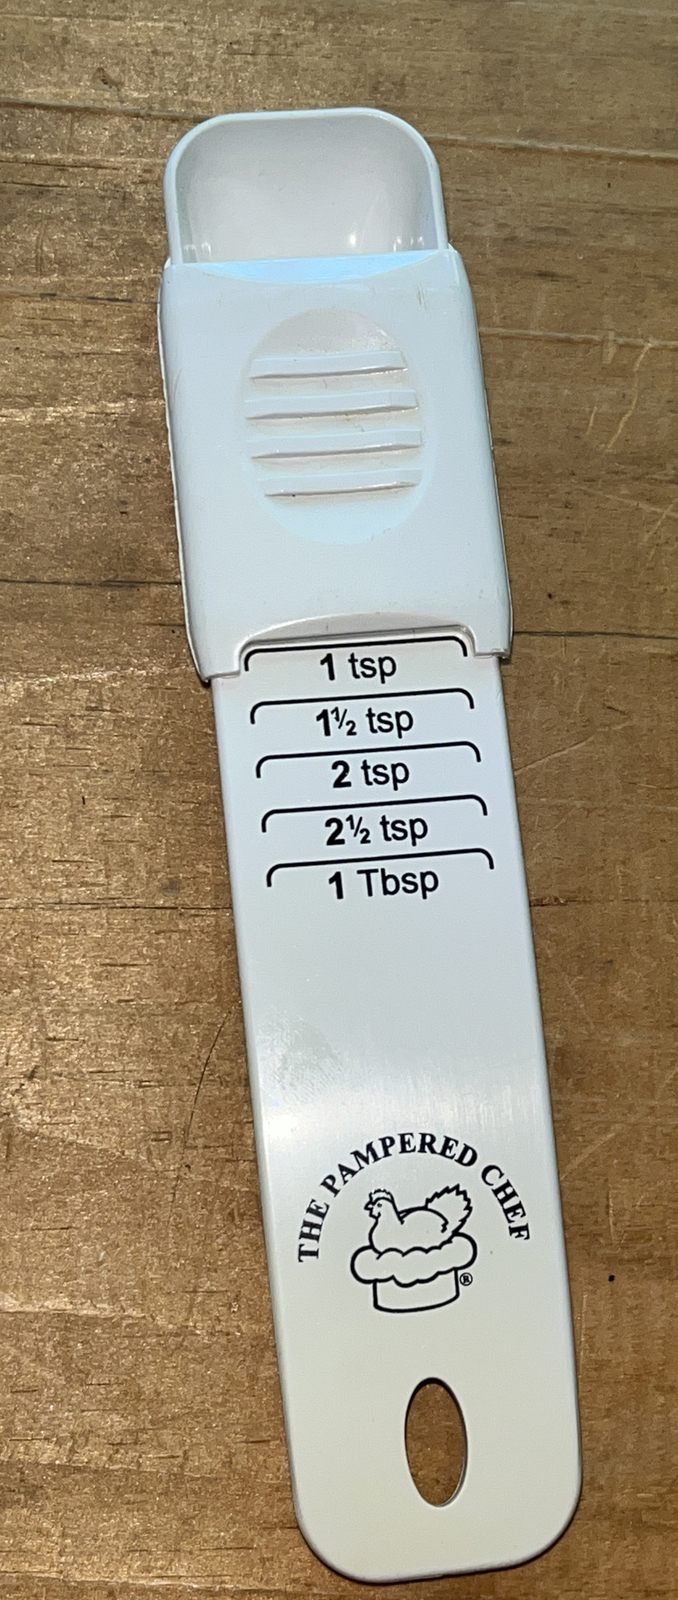 1 tsp
1½ tsp
2 tsp
2½ tsp
1 Tbsp
THE PAMPERED CHEF
®